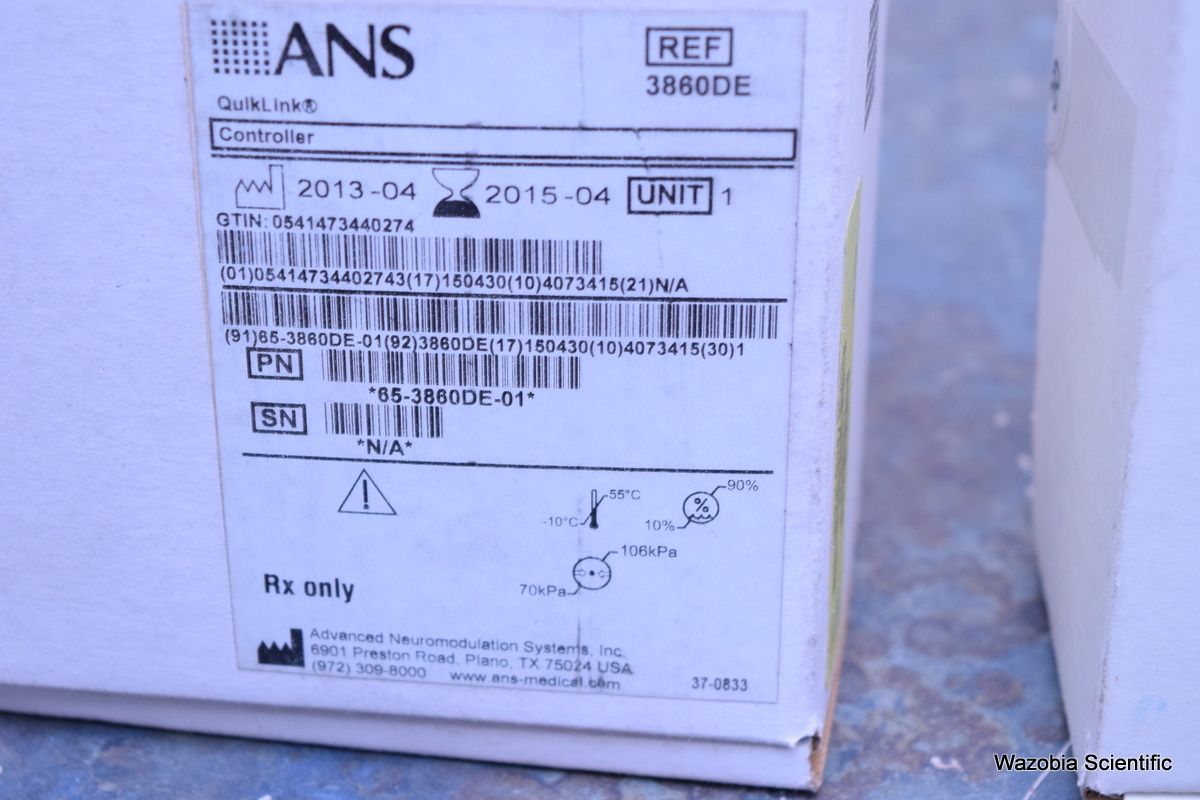 ANS
REF
3860DE
QuikLink®
Controller
2013-04
2015-04
UNIT 1
GTIN: 0541473440274
(01)05414734402743(17)150430(10)4073415(21)N/A
(91)65-3860DE-01(92)3860DE(17)150430(10)4073415(30)1
PN
*65-3860DE-01*
SN
*N/A*
55°C
-10°C
90%
%
10%
106kPa
70kPa
Rx only
Advanced Neuromodulation Systems, Inc.
6901 Preston Road, Plano, TX 75024 USA
(972) 309-8000 www.ans-medical.com
37-0833
Wazobia Scientific